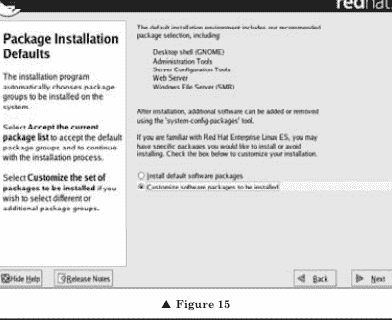 redhat
Package Installation
Defaults
The installation program
automatically chooses package
groups to be installed on the
system.
Select Accept the current
package list to accept the default
package groups and to continue
with the installation process.
Select Customize the set of
packages to be installed if you
wish to select different or
additional package groups.
The default installation environment includes our recommended
package selection, including:
Desktop shell (GNOME)
Administration Tools
Server Configuration Tools
Web Server
Windows File Server (SMB)
After installation, additional software can be added or removed
using the 'system-config-packages' tool.
If you are familiar with Red Hat Enterprise Linux ES, you may
have specific packages you would like to install or avoid
installing. Check the box below to customize your installation.
Install default software packages
Customize software packages to be installed
Hide Help
Release Notes
Back
Next
▲ Figure 15